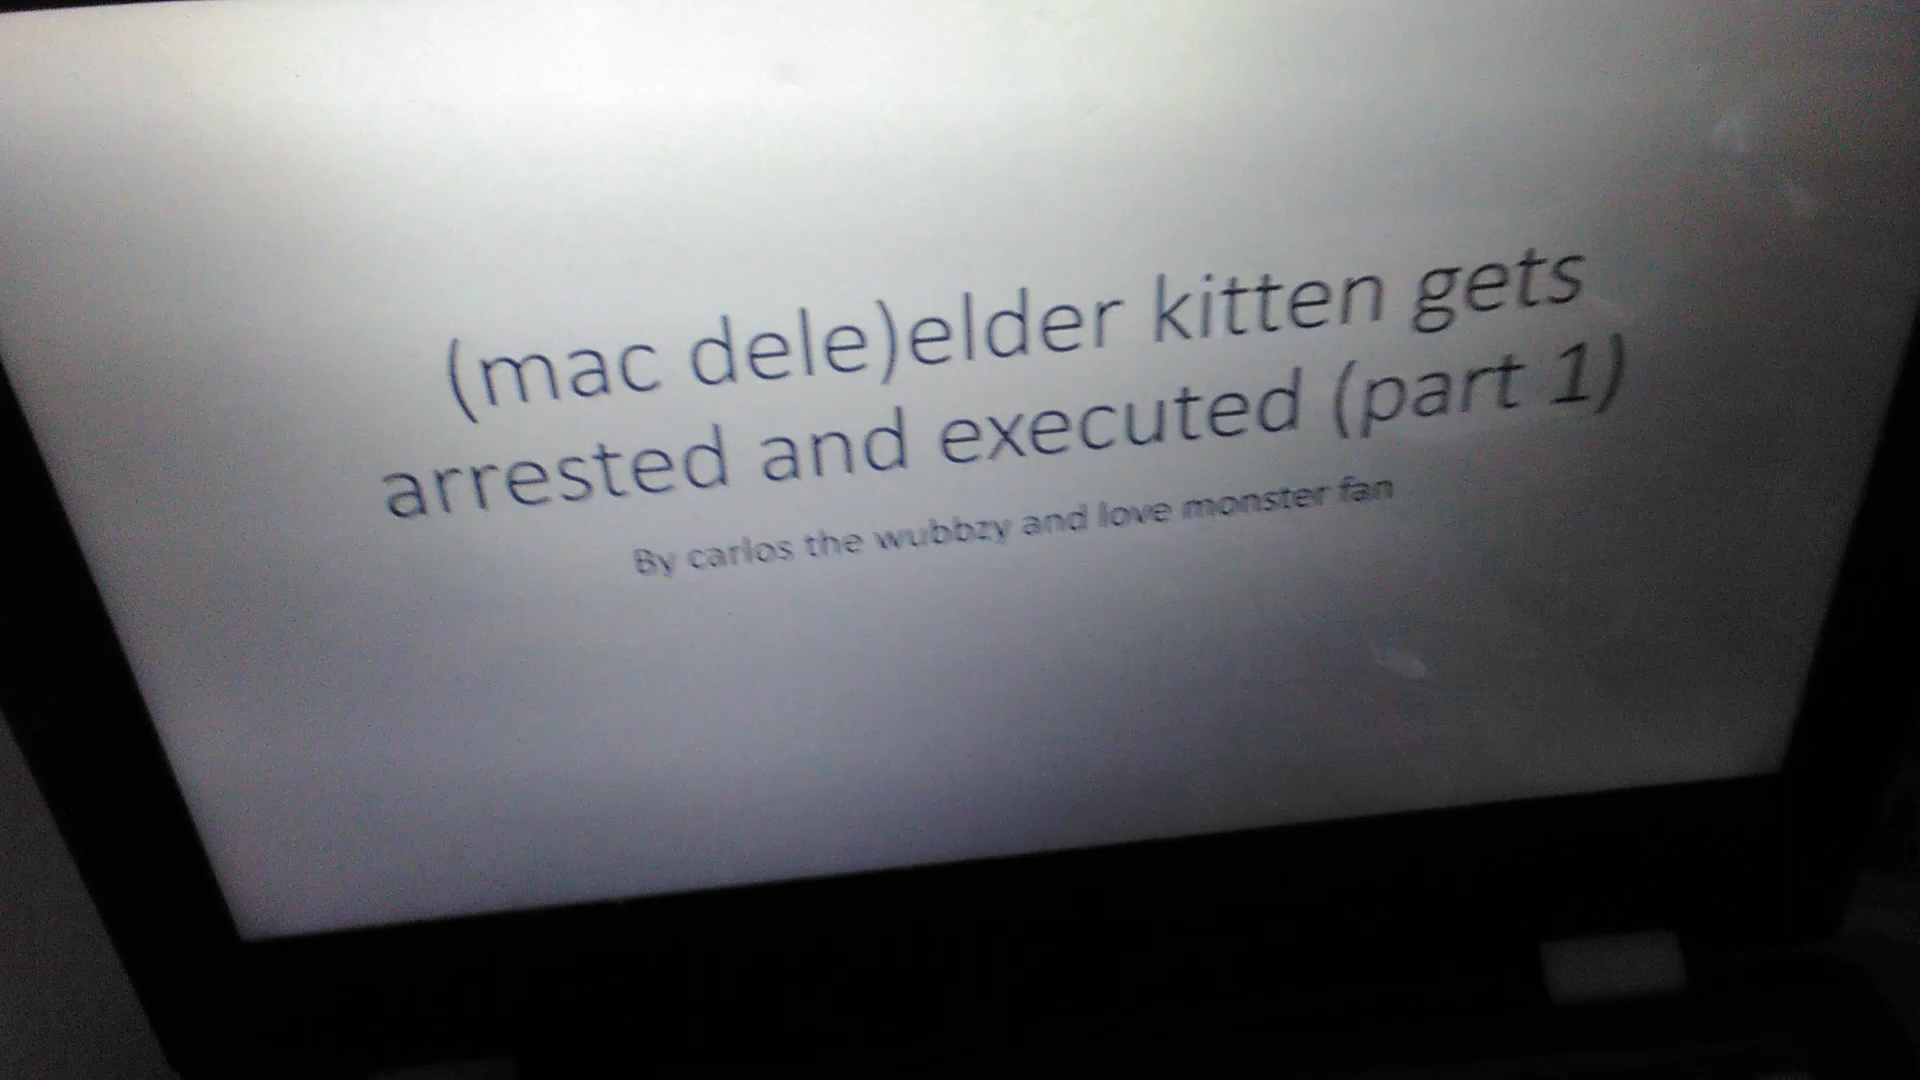 (mac dele)elder kitten gets
arrested and executed (part 1)
By carlos the wubbzy and love monster fan